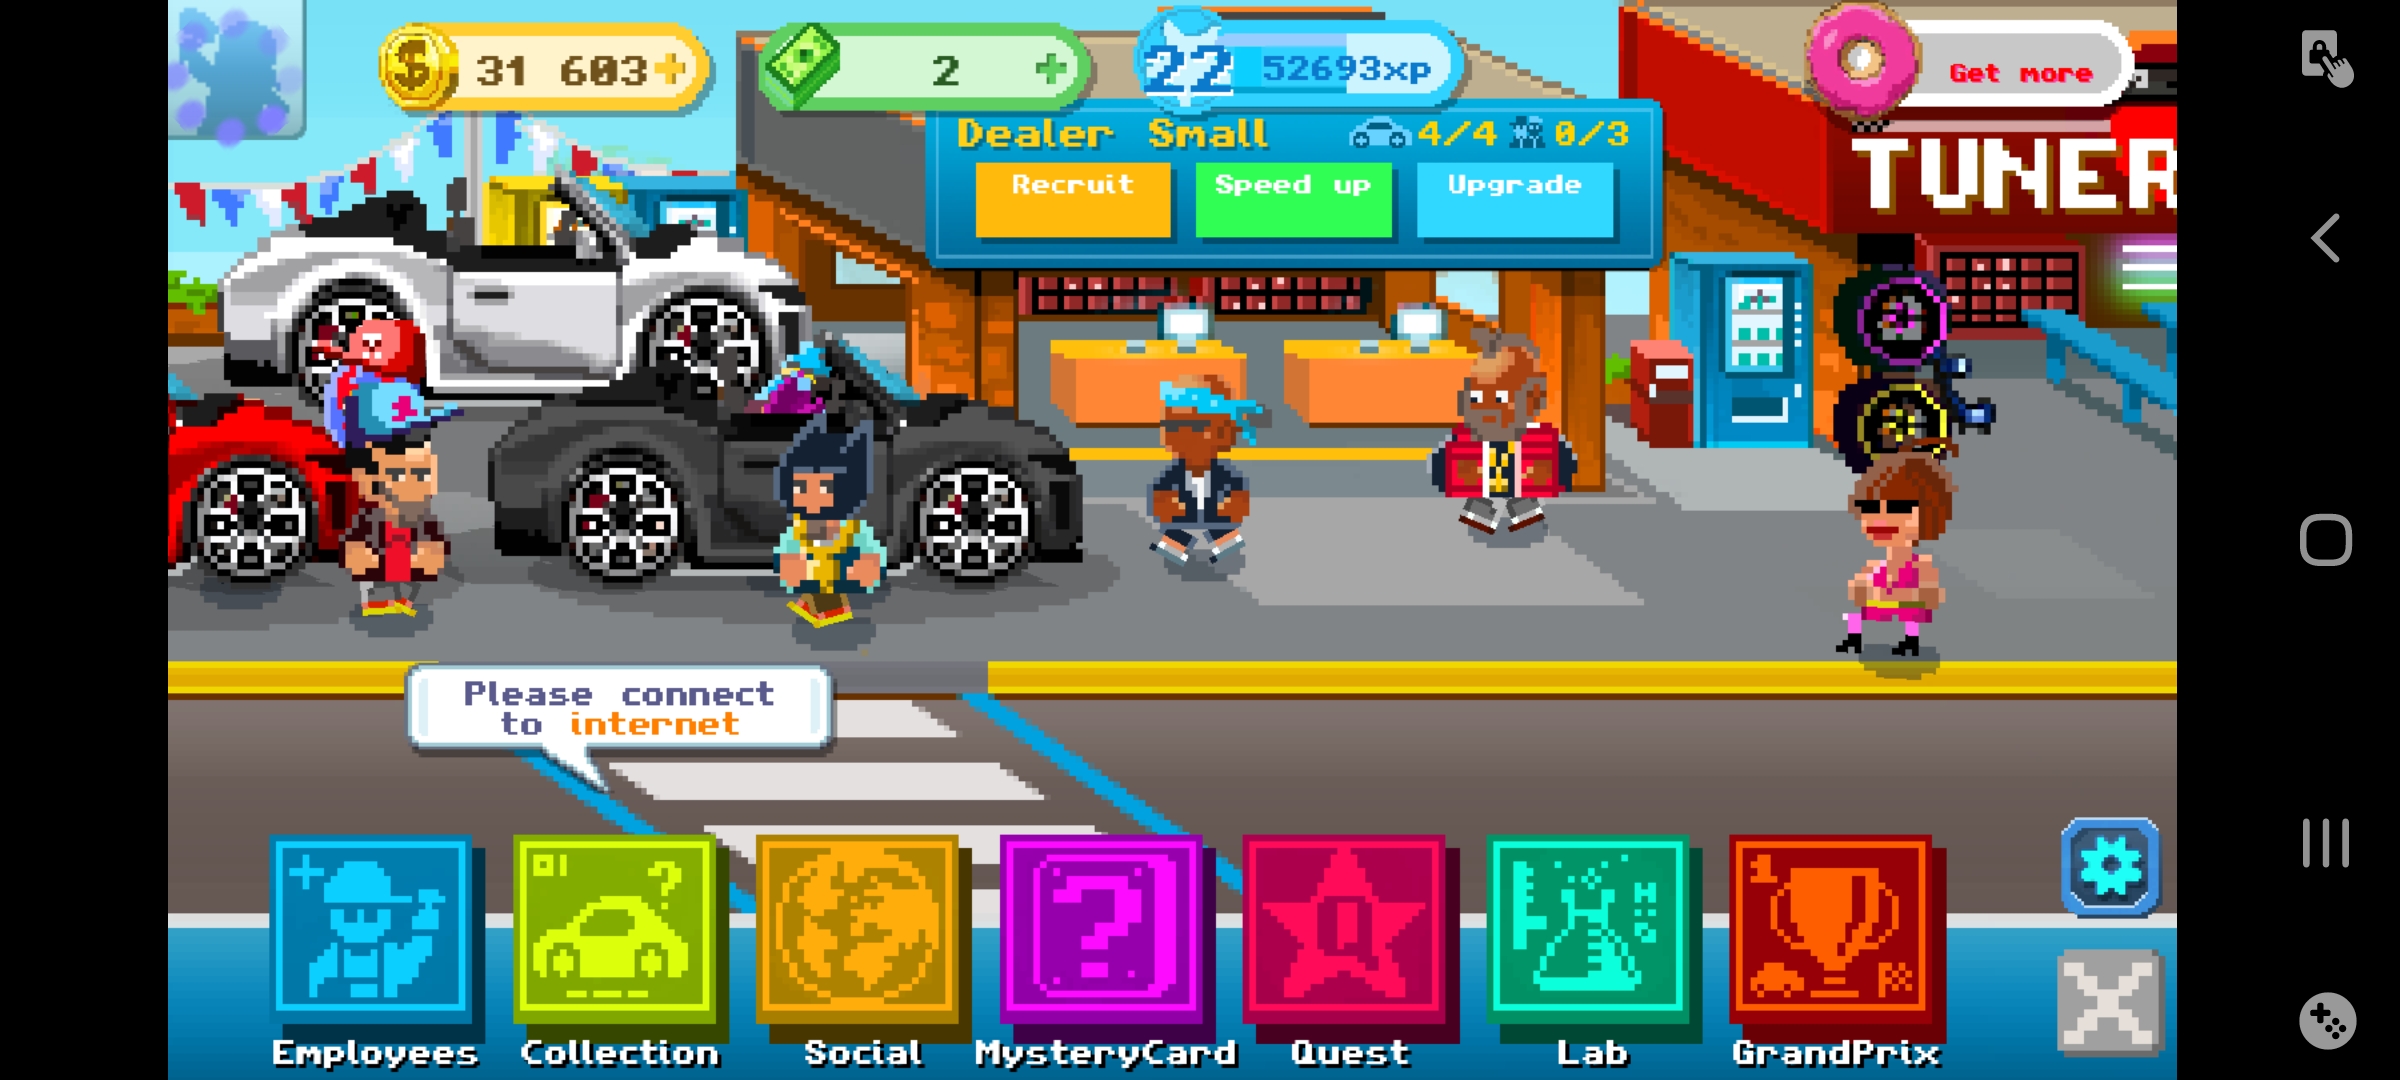 31 603
2
22
52693xp
Get more
Dealer Small 4/4 0/3
Recruit
Speed up
Upgrade
TUNER
Please connect
to internet
Q
1
Employees
Collection
Social
MysteryCard
Quest
Lab
GrandPrix